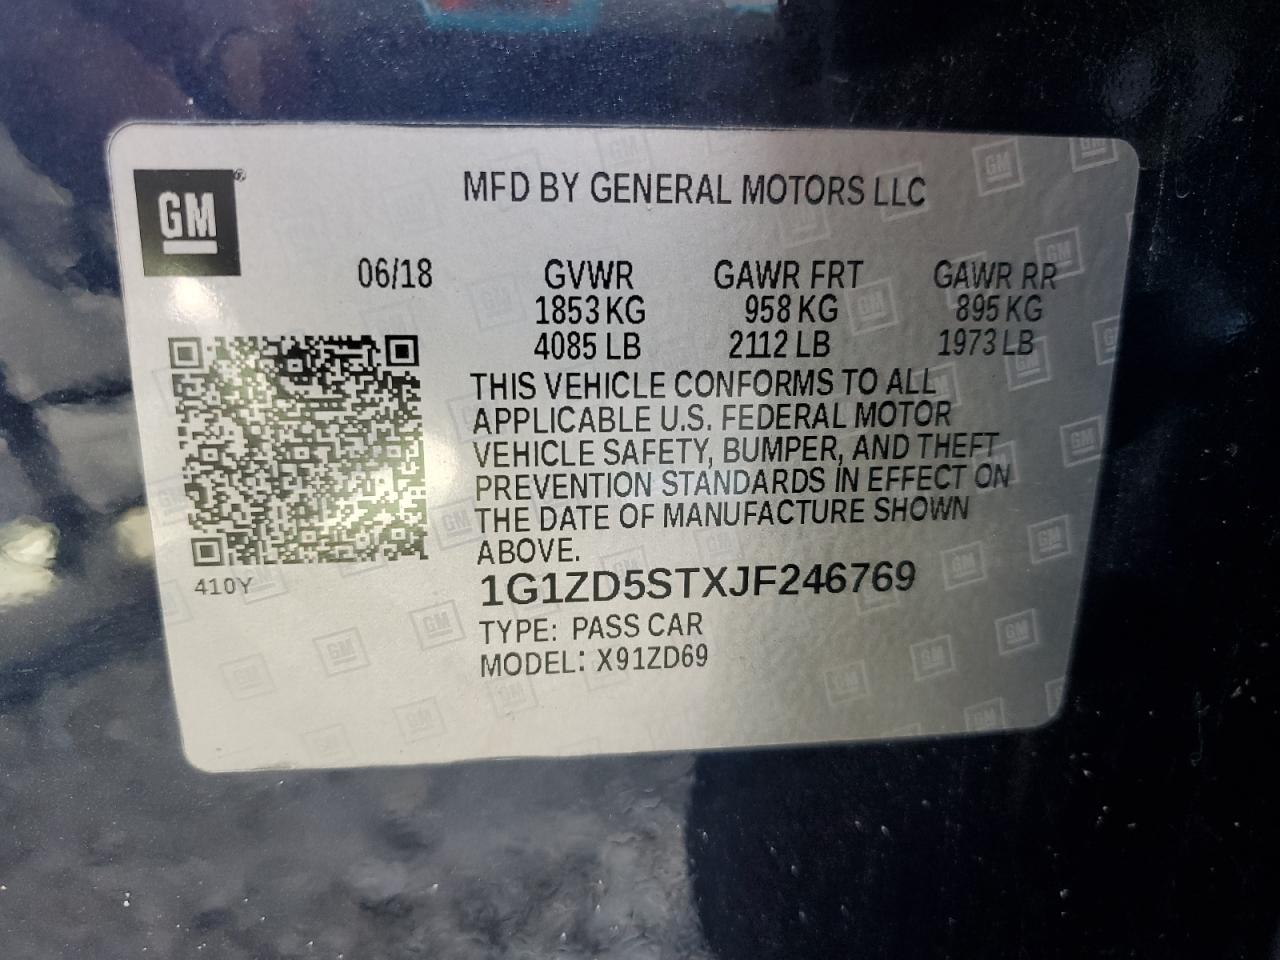 GM
MFD BY GENERAL MOTORS LLC
06/18 GVWR GAWR FRT GAWR RR
1853 KG 958 KG 895 KG
4085 LB 2112 LB 1973 LB
THIS VEHICLE CONFORMS TO ALL
APPLICABLE U.S. FEDERAL MOTOR
VEHICLE SAFETY, BUMPER, AND THEFT
PREVENTION STANDARDS IN EFFECT ON
THE DATE OF MANUFACTURE SHOWN
ABOVE.
410Y
1G1ZD5STXJF246769
TYPE: PASS CAR
MODEL: X91ZD69